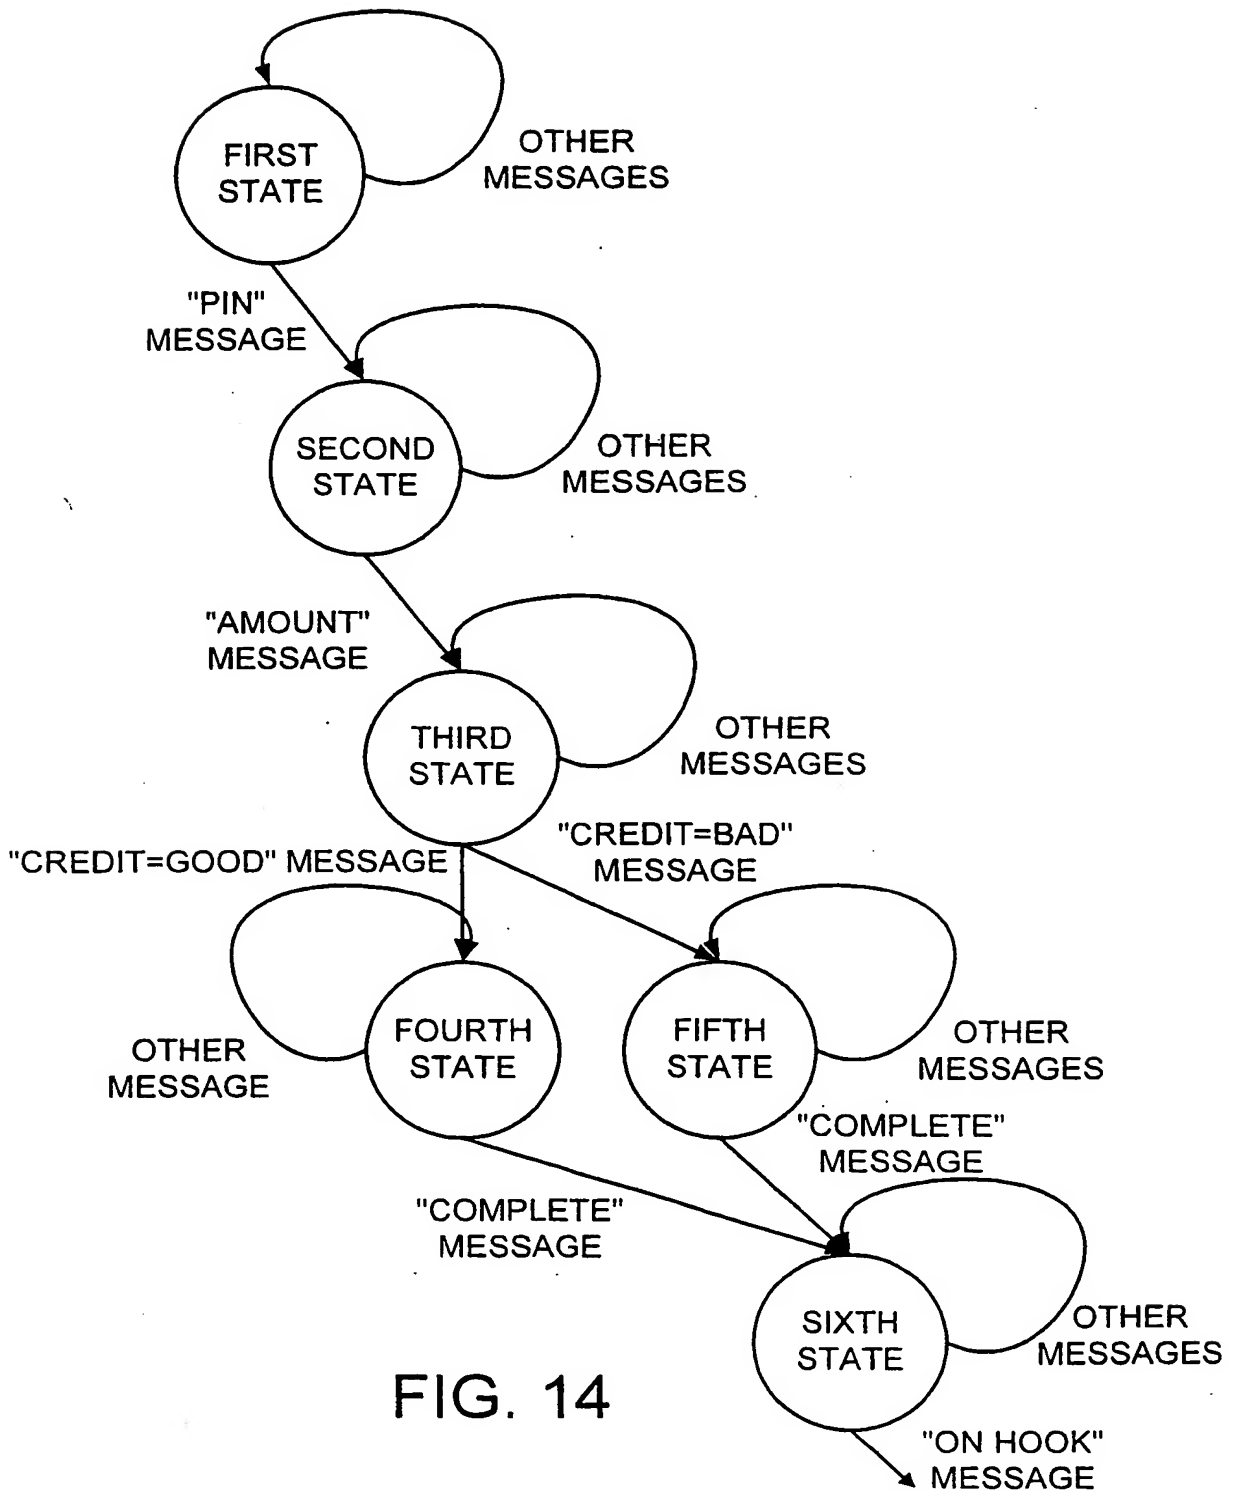 FIRST
STATE
OTHER
MESSAGES
"PIN"
MESSAGE
SECOND
STATE
OTHER
MESSAGES
"AMOUNT"
MESSAGE
THIRD
STATE
OTHER
MESSAGES
"CREDIT=GOOD" MESSAGE
"CREDIT=BAD"
MESSAGE
OTHER
MESSAGE
FOURTH
STATE
FIFTH
STATE
OTHER
MESSAGES
"COMPLETE"
MESSAGE
"COMPLETE"
MESSAGE
SIXTH
STATE
OTHER
MESSAGES
"ON HOOK"
MESSAGE
FIG. 14